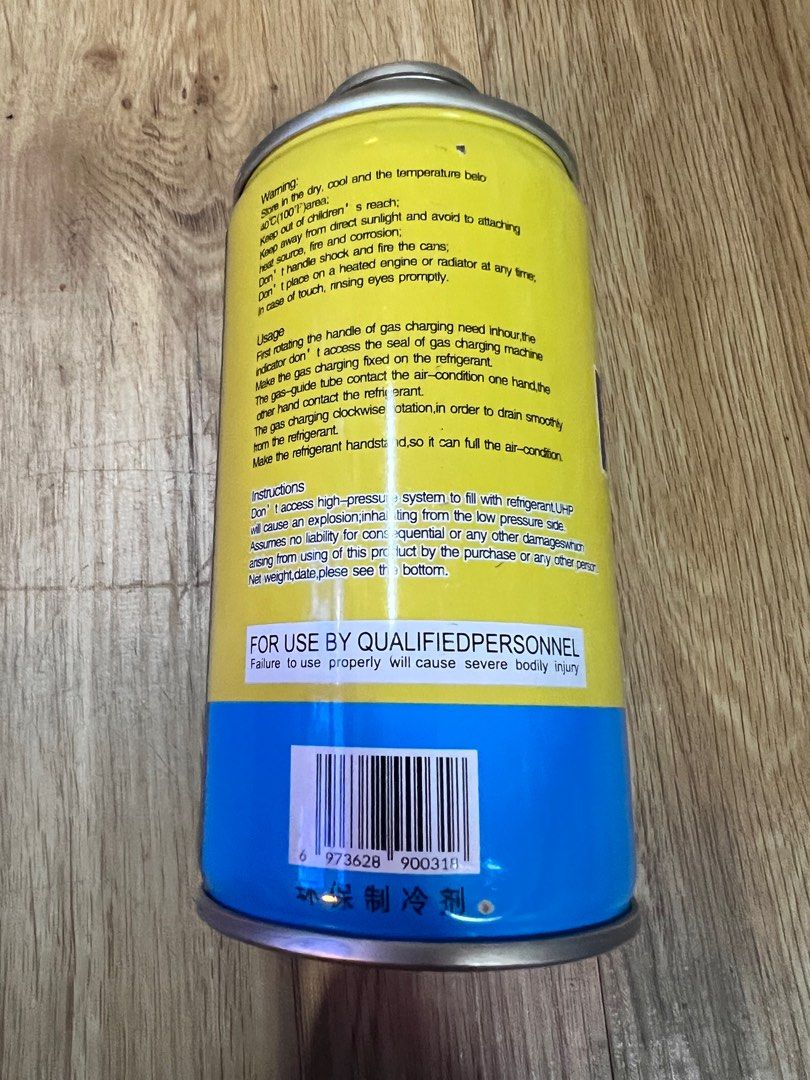 Warning:
Store in the dry, cool and the temperature belo
40℃(100℉)area;
Keep out of children's reach;
Keep away from direct sunlight and avoid to attaching
heat source, fire and corrosion;
Don't handle shock and fire the cans;
Don't place on a heated engine or radiator at any time;
In case of touch, rinsing eyes promptly.
Usage
First rotating the handle of gas charging need inhour,the
indicator don't access the seal of gas charging machine
Make the gas charging fixed on the refrigerant.
The gas-guide tube contact the air-condition one hand,the
other hand contact the refrigerant.
The gas charging clockwise rotation,in order to drain smoothly
from the refrigerant.
Make the refrigerant handstand,so it can full the air-condition.
Instructions
Don't access high-pressure system to fill with refrigerant.UHP
will cause an explosion;inhaliting from the low pressure side.
Assumes no liability for consequential or any other damageswhich
arising from using of this product by the purchase or any other person.
Net weight,date,plese see the bottom.
FOR USE BY QUALIFIEDPERSONNEL
Failure to use properly will cause severe bodily injury
6 973628 900318
环保制冷剂